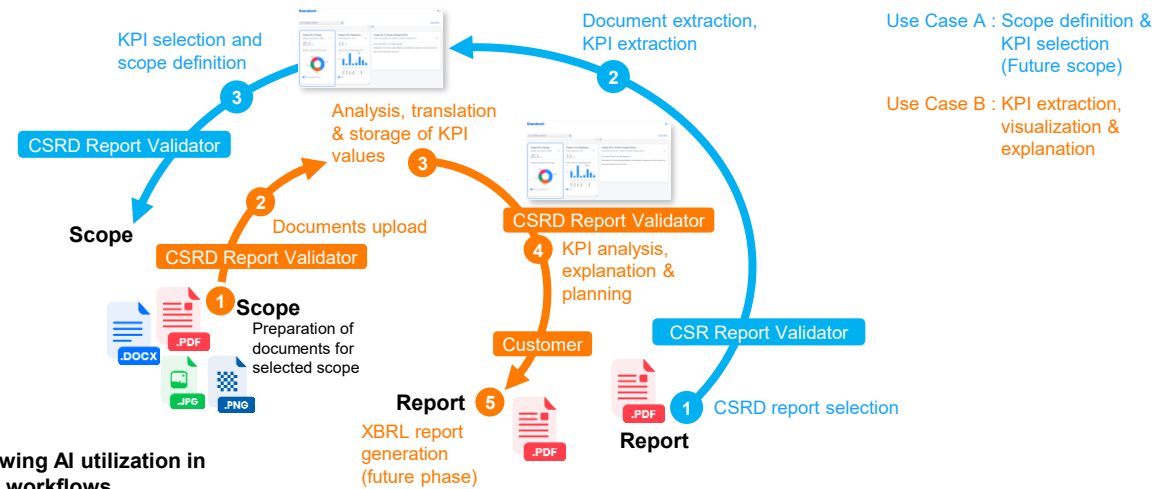 KPI selection and
scope definition
3
CSRD Report Validator
Scope
Document extraction,
KPI extraction
2
CSR Report Validator
1
CSRD report selection
.PDF
Report
Use Case A : Scope definition &
KPI selection
(Future scope)
Use Case B : KPI extraction,
visualization &
explanation
Analysis, translation
& storage of KPI
values
3
2
Documents upload
CSRD Report Validator
1
Scope
Preparation of
documents for
selected scope
.DOCX
.PDF
.JPG
.PNG
CSRD Report Validator
4
KPI analysis,
explanation &
planning
Customer
Report
5
.PDF
XBRL report
generation
(future phase)
wing AI utilization in
workflows